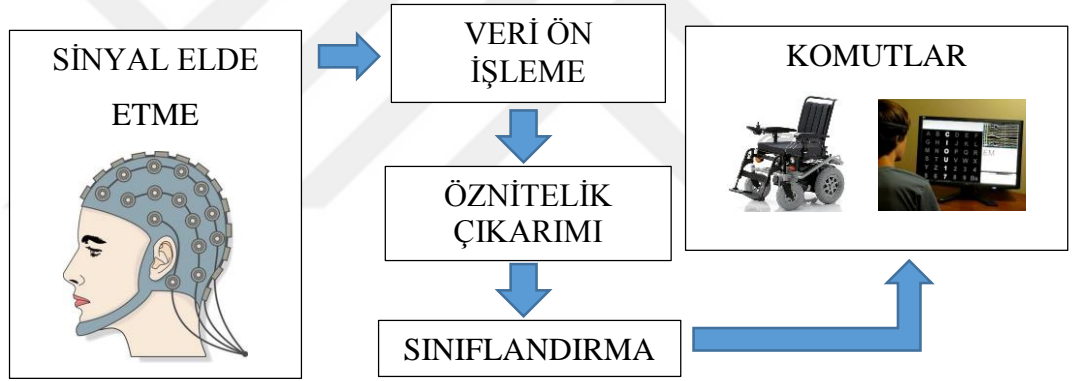 SİNYAL ELDE
ETME
VERİ ÖN
İŞLEME
ÖZNİTELİK
ÇIKARIMI
SINIFLANDIRMA
KOMUTLAR